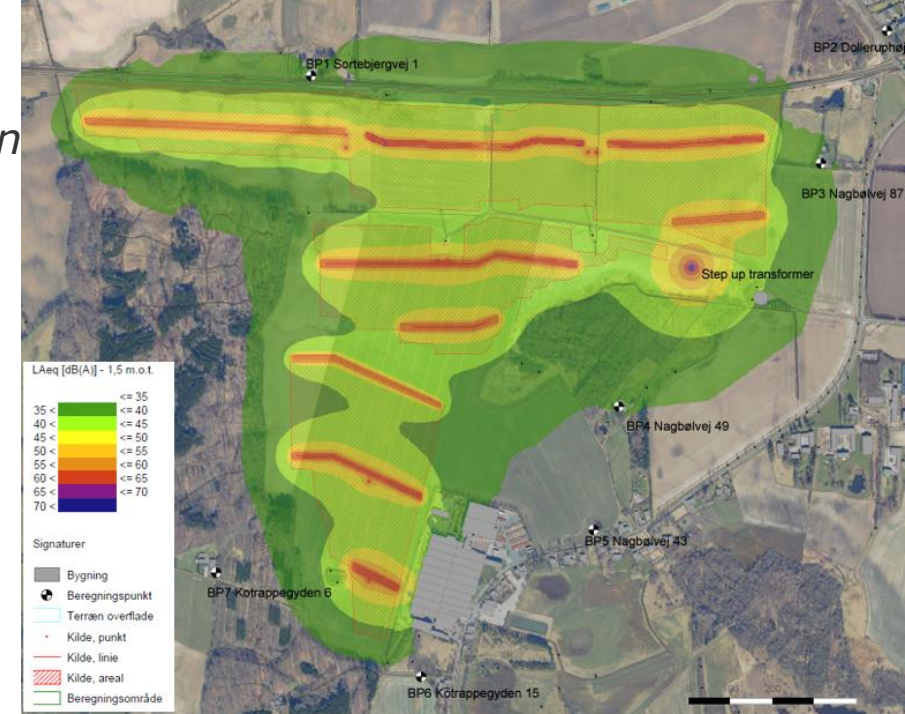 n
BP1 Sortebjergvej 1
BP2 Dolleruphøj
BP3 Nagbølvej 87
Step up transformer
BP4 Nagbølvej 49
BP5 Nagbølvej 43
BP7 Kotrappegyden 6
BP6 Kotrappegyden 15
LAeq [dB(A)] - 1,5 m.o.t.
<= 35
35 < <= 40
40 < <= 45
45 < <= 50
50 < <= 55
55 < <= 60
60 < <= 65
65 < <= 70
70 <
Signaturer
Bygning
Beregningspunkt
Terræn overflade
Kilde, punkt
Kilde, linie
Kilde, areal
Beregningsområde